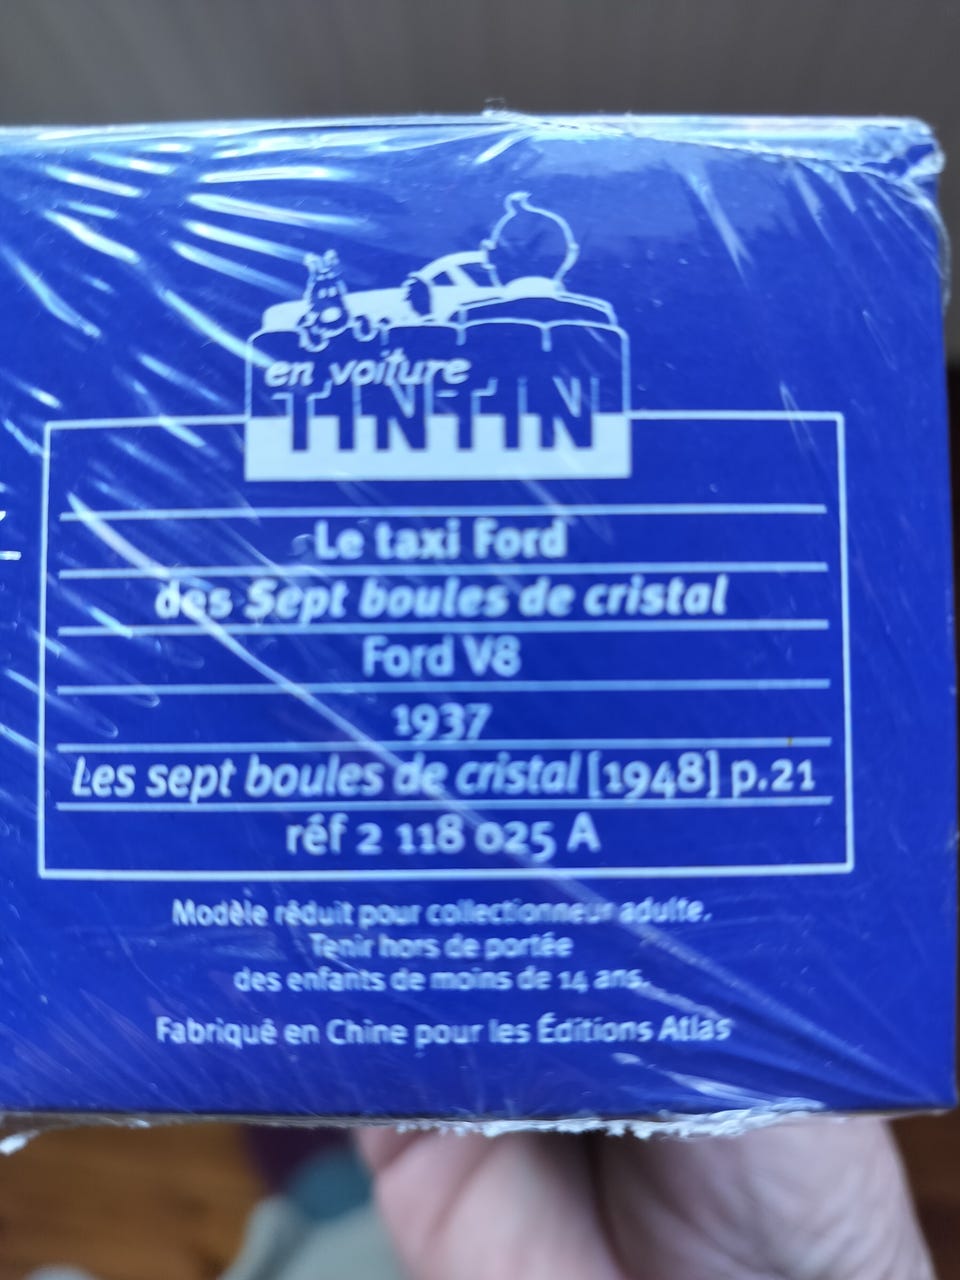 en voiture
TINTIN
Le taxi Ford
des Sept boules de cristal
Ford V8
1937
Les sept boules de cristal [1948] p.21
réf 2 118 025 A
Modèle réduit pour collectionneur adulte.
Tenir hors de portée
des enfants de moins de 14 ans.
Fabriqué en Chine pour les Éditions Atlas